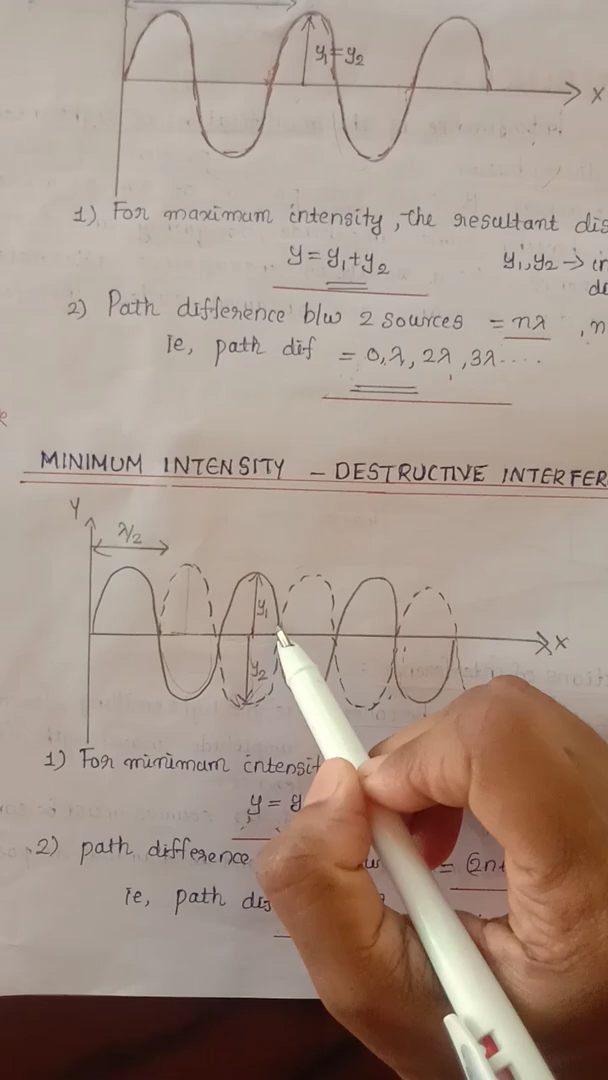 y₁=y₂
X
1) For maximum intensity, the resultant dis
y = y₁+y₂ y₁,y₂ → in
2) Path difference b/w 2 sources = nλ , n
Ie, path dif = 0, λ, 2λ, 3λ ....
MINIMUM INTENSITY – DESTRUCTIVE INTERFER
Y
λ/2
y₁
X
y₂
1) For minimum intensit
y = y
2) path difference = (2n+
Ie, path